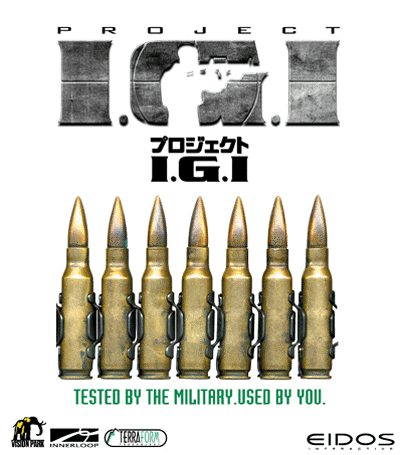 PROJECT
I.G.I
プロジェクト
I.G.I
TESTED BY THE MILITARY.USED BY YOU.
VISION PARK
INNERLOOP
TERRAFORM
EIDOS
INTERACTIVE